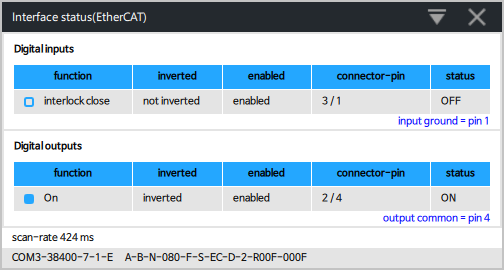 Interface status(EtherCAT)
Digital inputs
function inverted enabled connector-pin status
interlock close not inverted enabled 3 / 1 OFF
input ground = pin 1
Digital outputs
function inverted enabled connector-pin status
On inverted enabled 2 / 4 ON
output common = pin 4
scan-rate 424 ms
COM3-38400-7-1-E A-B-N-080-F-S-EC-D-2-R00F-000F